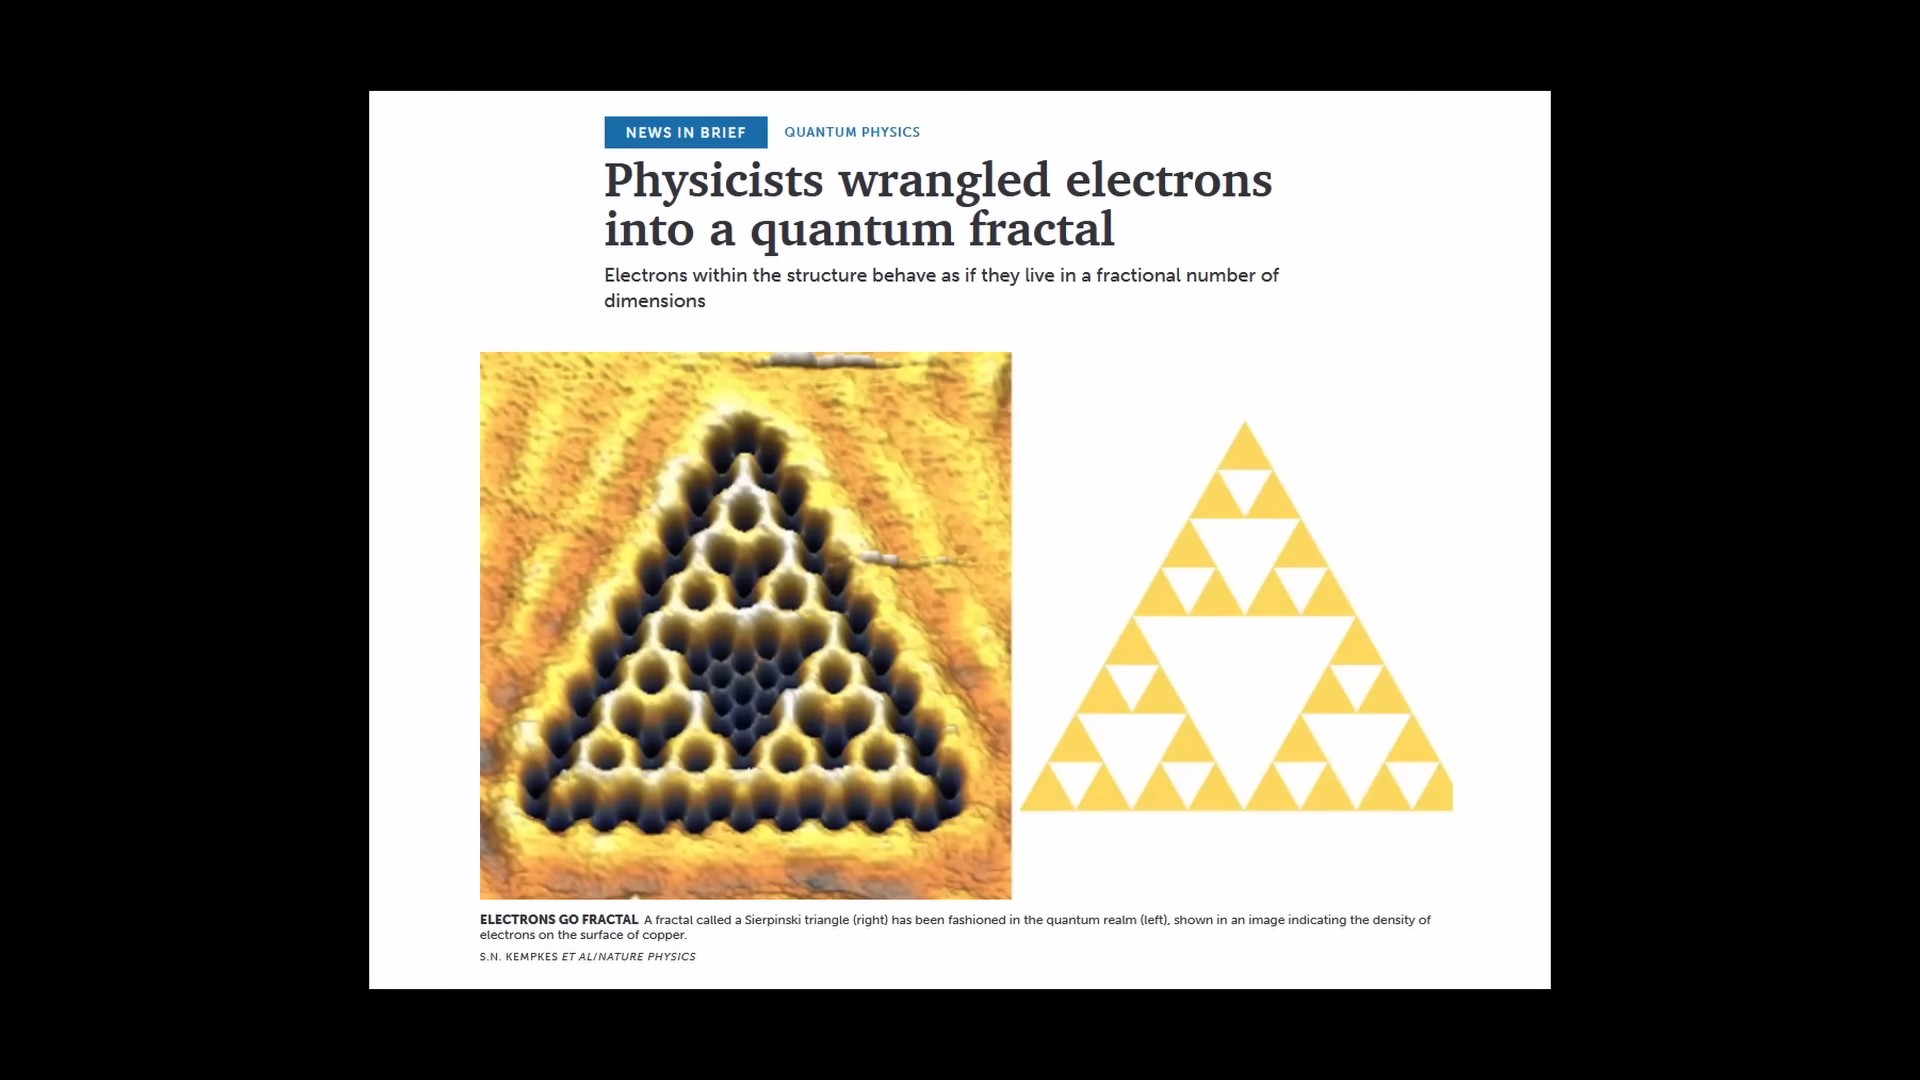 NEWS IN BRIEF QUANTUM PHYSICS
Physicists wrangled electrons
into a quantum fractal
Electrons within the structure behave as if they live in a fractional number of
dimensions
ELECTRONS GO FRACTAL A fractal called a Sierpinski triangle (right) has been fashioned in the quantum realm (left), shown in an image indicating the density of
electrons on the surface of copper.
S.N. KEMPKES ET AL/NATURE PHYSICS